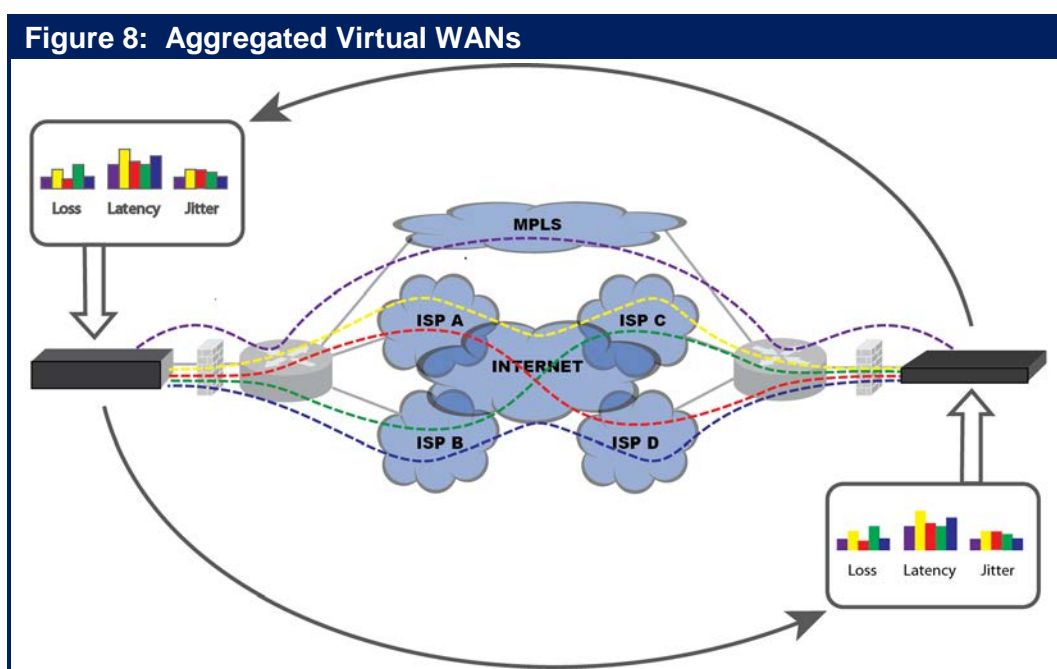 Figure 8: Aggregated Virtual WANs
Loss Latency Jitter
MPLS
ISP A
ISP C
INTERNET
ISP B
ISP D
Loss Latency Jitter